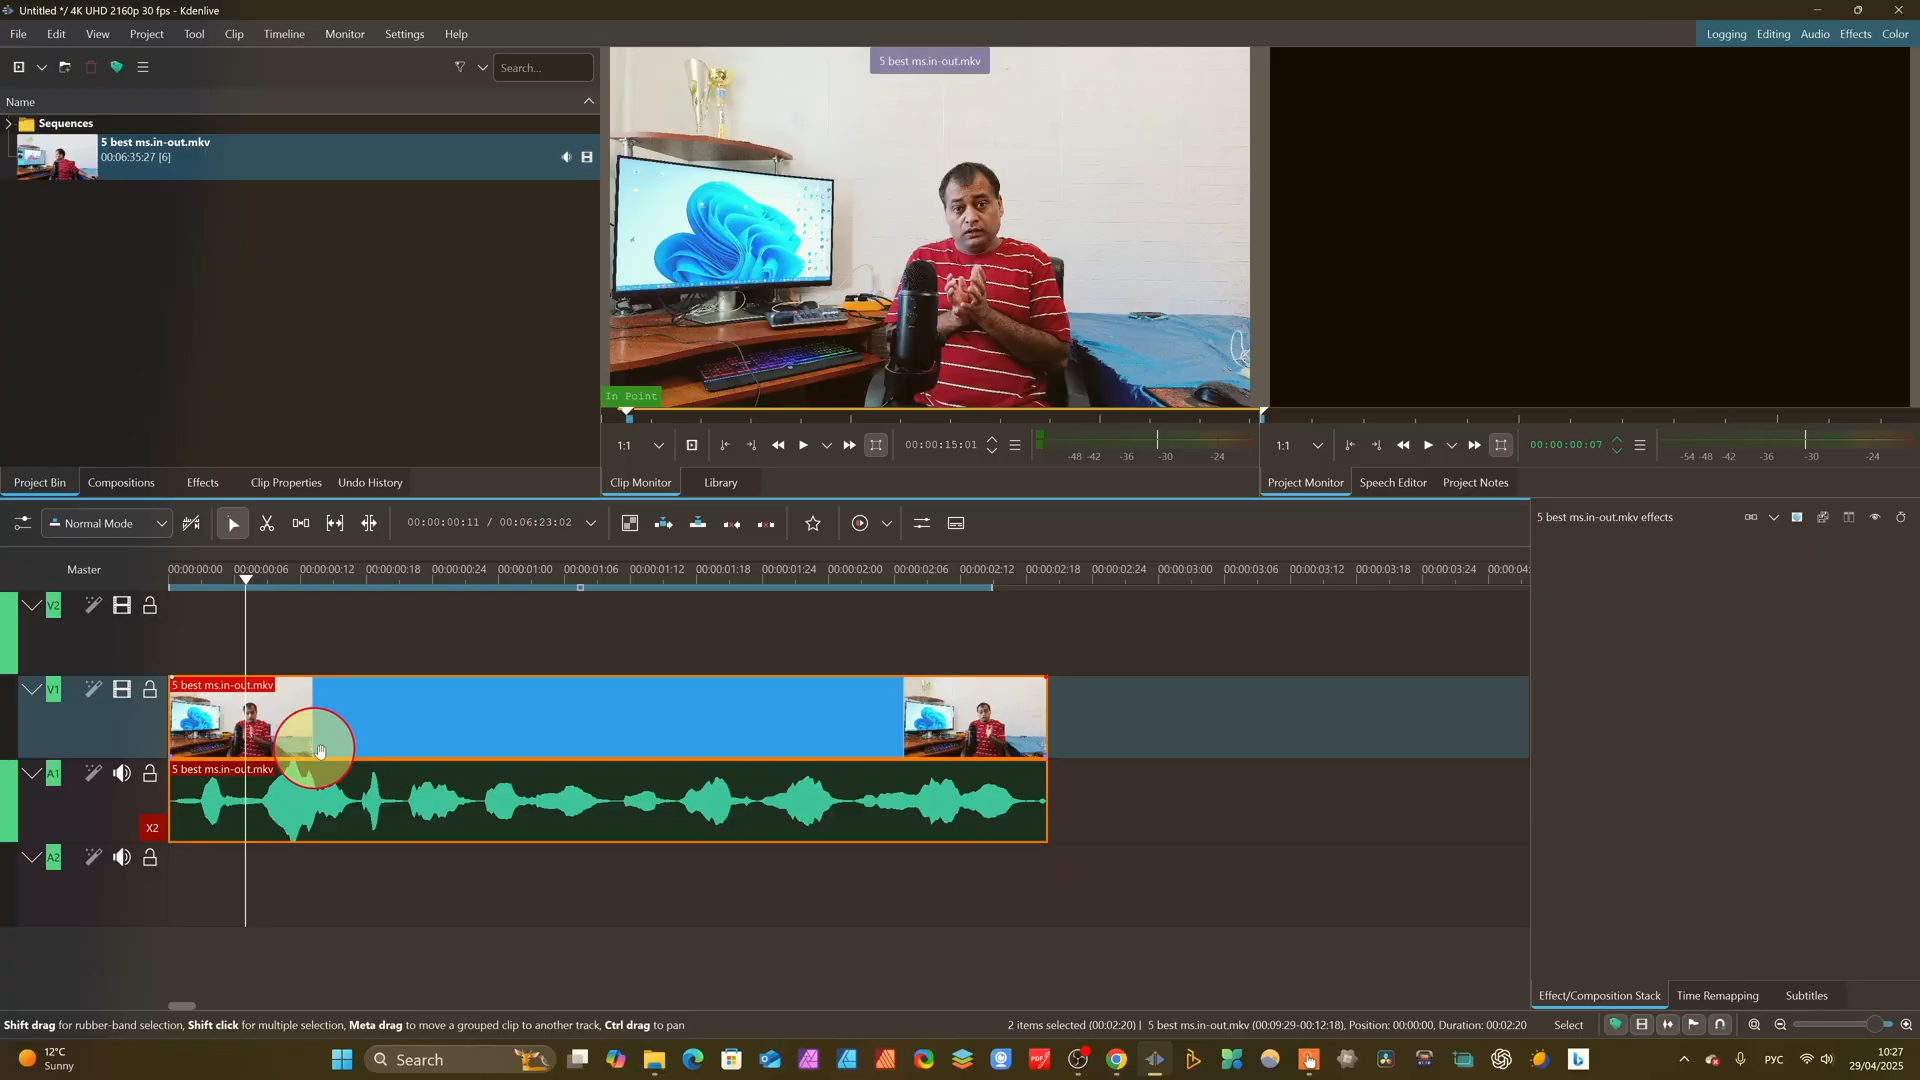 Untitled */ 4K UHD 2160p 30 fps - Kdenlive
File Edit View Project Tool Clip Timeline Monitor Settings Help
Logging Editing Audio Effects Color
Search...
Name
Sequences
5 best ms.in-out.mkv
00:06:35:27 [6]
5 best ms.in-out.mkv
In Point
1:1 00:00:15:01 -48 -42 -36 -30 -24
1:1 00:00:00:07 -54 -48 -42 -36 -30 -24
Project Bin Compositions Effects Clip Properties Undo History
Clip Monitor Library
Project Monitor Speech Editor Project Notes
Normal Mode 00:00:00:11 / 00:06:23:02
5 best ms.in-out.mkv effects
Master
00:00:00:00 00:00:00:06 00:00:00:12 00:00:00:18 00:00:00:24 00:00:01:00 00:00:01:06 00:00:01:12 00:00:01:18 00:00:01:24 00:00:02:00 00:00:02:06 00:00:02:12 00:00:02:18 00:00:02:24 00:00:03:00 00:00:03:06 00:00:03:12 00:00:03:18 00:00:03:24 00:00:04:
V2
V1
5 best ms.in-out.mkv
A1
5 best ms.in-out.mkv
X2
A2
Effect/Composition Stack Time Remapping Subtitles
Shift drag for rubber-band selection, Shift click for multiple selection, Meta drag to move a grouped clip to another track, Ctrl drag to pan
2 items selected (00:02:20) | 5 best ms.in-out.mkv (00:09:29-00:12:18), Position: 00:00:00, Duration: 00:02:20
Select
12°C
Sunny
Search
PDF
РУС
10:27
29/04/2025